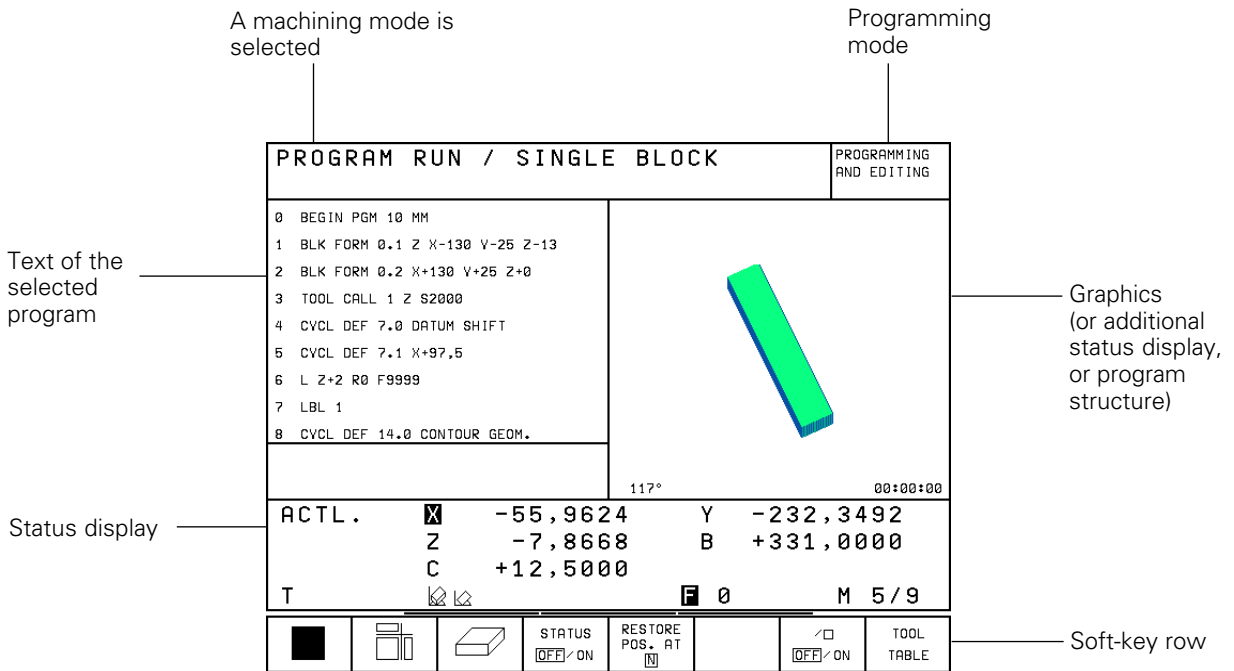 A machining mode is
selected
Programming
mode
PROGRAM RUN / SINGLE BLOCK
PROGRAMMING
AND EDITING
0 BEGIN PGM 10 MM
1 BLK FORM 0.1 Z X-130 Y-25 Z-13
2 BLK FORM 0.2 X+130 Y+25 Z+0
3 TOOL CALL 1 Z S2000
4 CYCL DEF 7.0 DATUM SHIFT
5 CYCL DEF 7.1 X+97,5
6 L Z+2 R0 F9999
7 LBL 1
8 CYCL DEF 14.0 CONTOUR GEOM.
Text of the
selected
program
Graphics
(or additional
status display,
or program
structure)
117° 00:00:00
Status display
ACTL. X -55,9624 Y -232,3492
Z -7,8668 B +331,0000
C +12,5000
T F 0 M 5/9
STATUS
OFF/ON
RESTORE
POS. AT
N
OFF/ON
TOOL
TABLE
Soft-key row